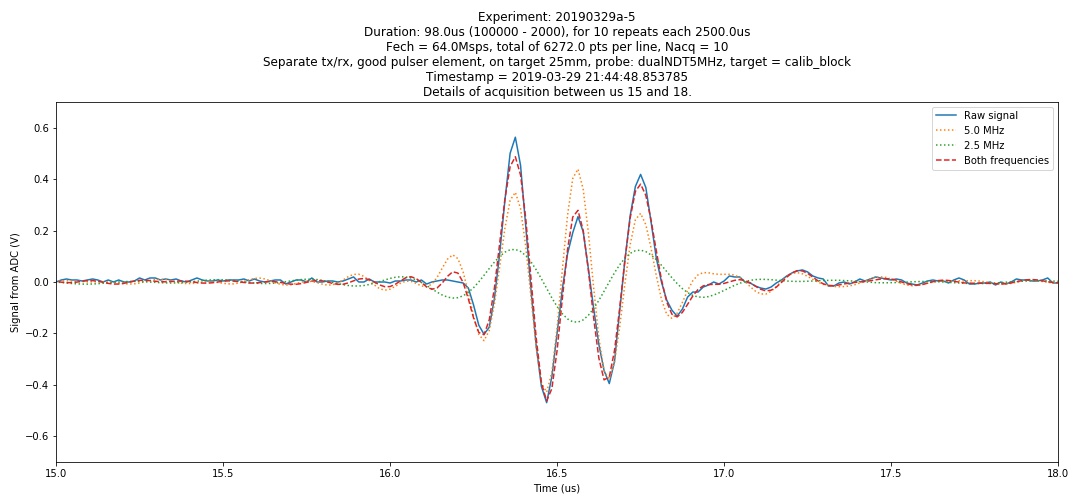 Experiment: 20190329a-5
Duration: 98.0us (100000 - 2000), for 10 repeats each 2500.0us
Fech = 64.0Msps, total of 6272.0 pts per line, Nacq = 10
Separate tx/rx, good pulser element, on target 25mm, probe: dualNDT5MHz, target = calib_block
Timestamp = 2019-03-29 21:44:48.853785
Details of acquisition between us 15 and 18.
Raw signal
5.0 MHz
2.5 MHz
Both frequencies
Signal from ADC (V)
0.6
0.4
0.2
0.0
−0.2
−0.4
−0.6
15.0 15.5 16.0 16.5 17.0 17.5 18.0
Time (us)